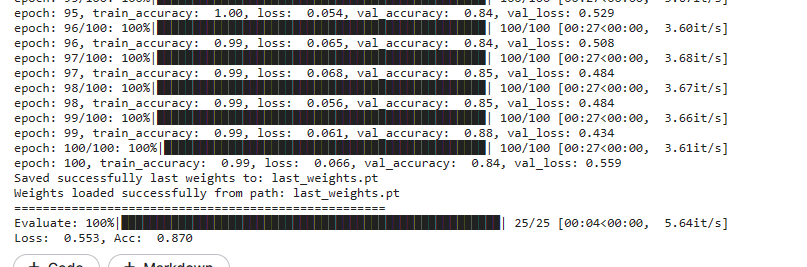 epoch: 95, train_accuracy:  1.00, loss:  0.054, val_accuracy:  0.84, val_loss: 0.529
epoch: 96/100: 100%| | 100/100 [00:27<00:00,  3.60it/s]
epoch: 96, train_accuracy:  0.99, loss:  0.065, val_accuracy:  0.84, val_loss: 0.508
epoch: 97/100: 100%| | 100/100 [00:27<00:00,  3.68it/s]
epoch: 97, train_accuracy:  0.99, loss:  0.068, val_accuracy:  0.85, val_loss: 0.484
epoch: 98/100: 100%| | 100/100 [00:27<00:00,  3.67it/s]
epoch: 98, train_accuracy:  0.99, loss:  0.056, val_accuracy:  0.85, val_loss: 0.484
epoch: 99/100: 100%| | 100/100 [00:27<00:00,  3.66it/s]
epoch: 99, train_accuracy:  0.99, loss:  0.061, val_accuracy:  0.88, val_loss: 0.434
epoch: 100/100: 100%| | 100/100 [00:27<00:00,  3.61it/s]
epoch: 100, train_accuracy:  0.99, loss:  0.066, val_accuracy:  0.84, val_loss: 0.559
Saved successfully last weights to: last_weights.pt
Weights loaded successfully from path: last_weights.pt
====================================================
Evaluate: 100%| | 25/25 [00:04<00:00,  5.64it/s]
Loss:  0.553, Acc:  0.870
+ Code + Markdown